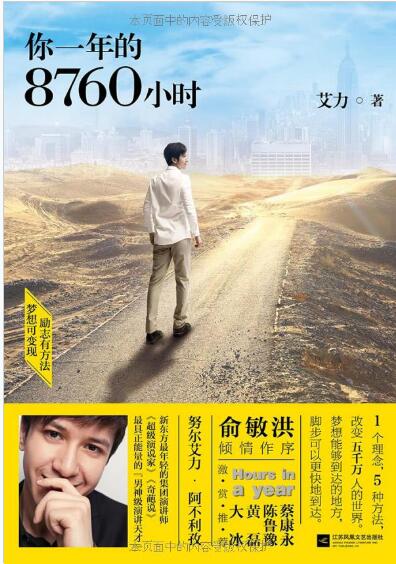 本页面中的内容受版权保护
你一年的
8760小时
艾力 ○ 著
励志有方法
梦想可变现
1个理念，5种方法，
改变五千万人的世界。
梦想能够到达的地方，
脚步可以更快地到达。
俞敏洪
倾情作序
Hours in
a year
蔡康永
陈鲁豫
黄磊
大冰
激·赏·推·荐
努尔艾力·阿不利孜
新东方最年轻的集团演讲师
《超级演说家》《奇葩说》
最具正能量的“男神级演讲天才”
江苏凤凰文艺出版社
本页面中的内容受版权保护